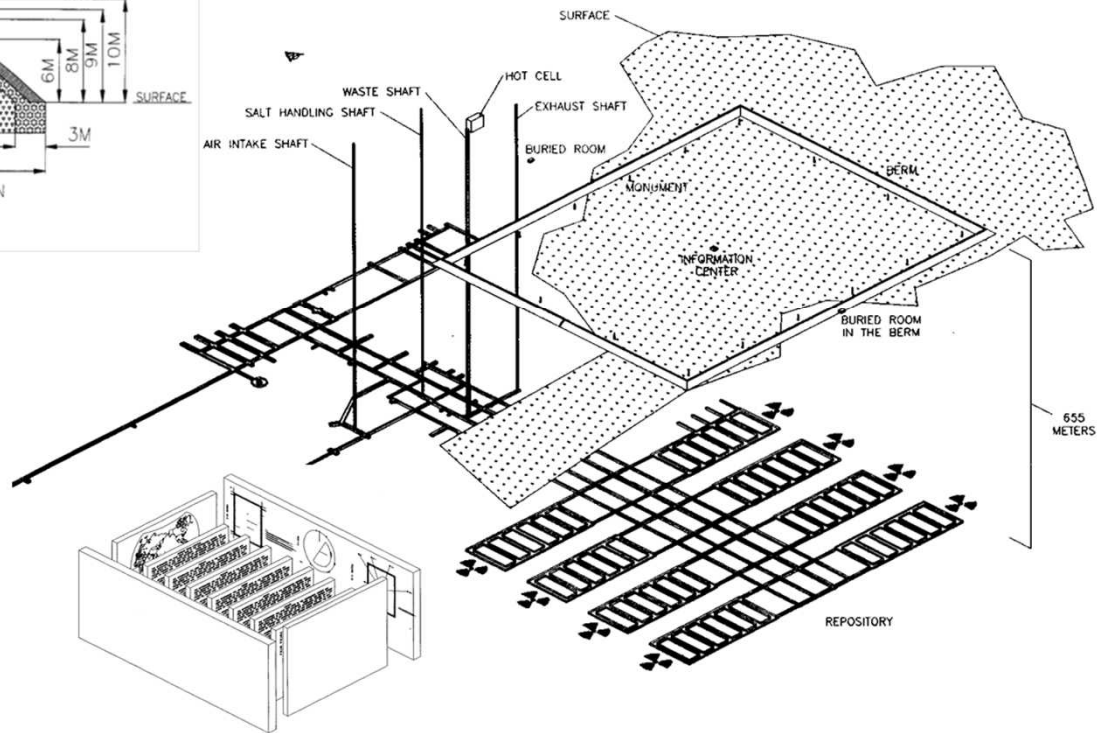 6M
8M
9M
10M
SURFACE
3M
SURFACE
HOT CELL
WASTE SHAFT
SALT HANDLING SHAFT
EXHAUST SHAFT
AIR INTAKE SHAFT
BURIED ROOM
MONUMENT
BERM
INFORMATION
CENTER
BURIED ROOM
IN THE BERM
655
METERS
REPOSITORY